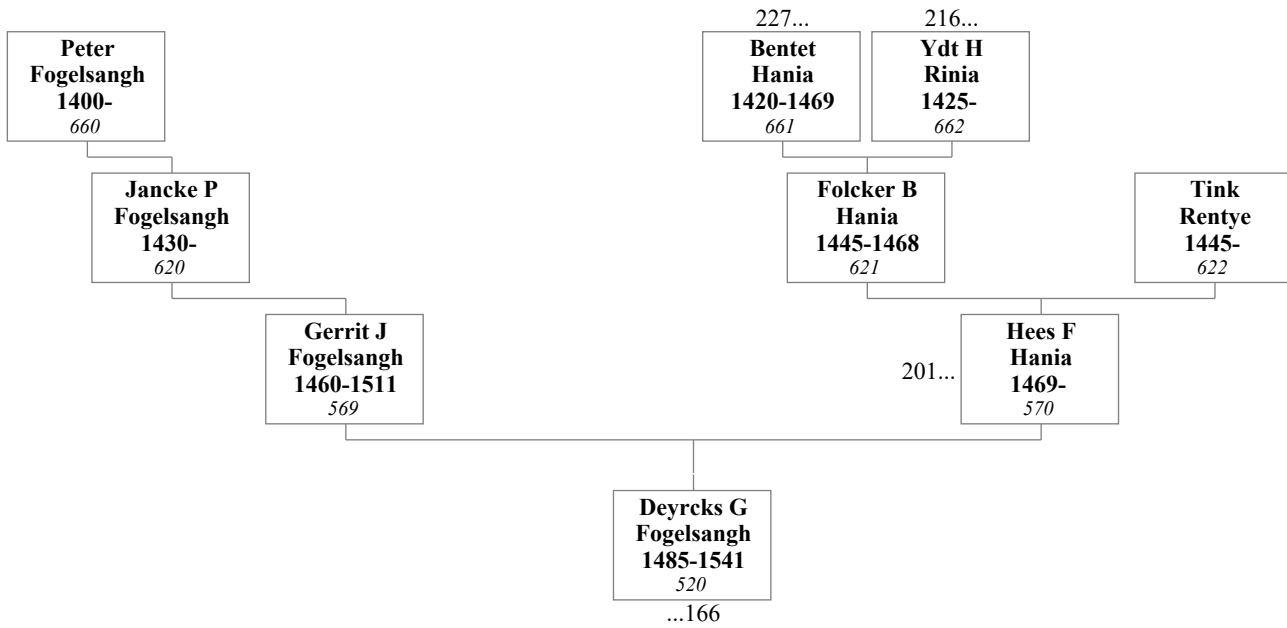 227...
216...
Peter
Fogelsangh
1400-
660
Bentet
Hania
1420-1469
661
Ydt H
Rinia
1425-
662
Jancke P
Fogelsangh
1430-
620
Folcker B
Hania
1445-1468
621
Tink
Rentye
1445-
622
Gerrit J
Fogelsangh
1460-1511
569
201...
Hees F
Hania
1469-
570
Deyrcks G
Fogelsangh
1485-1541
520
...166